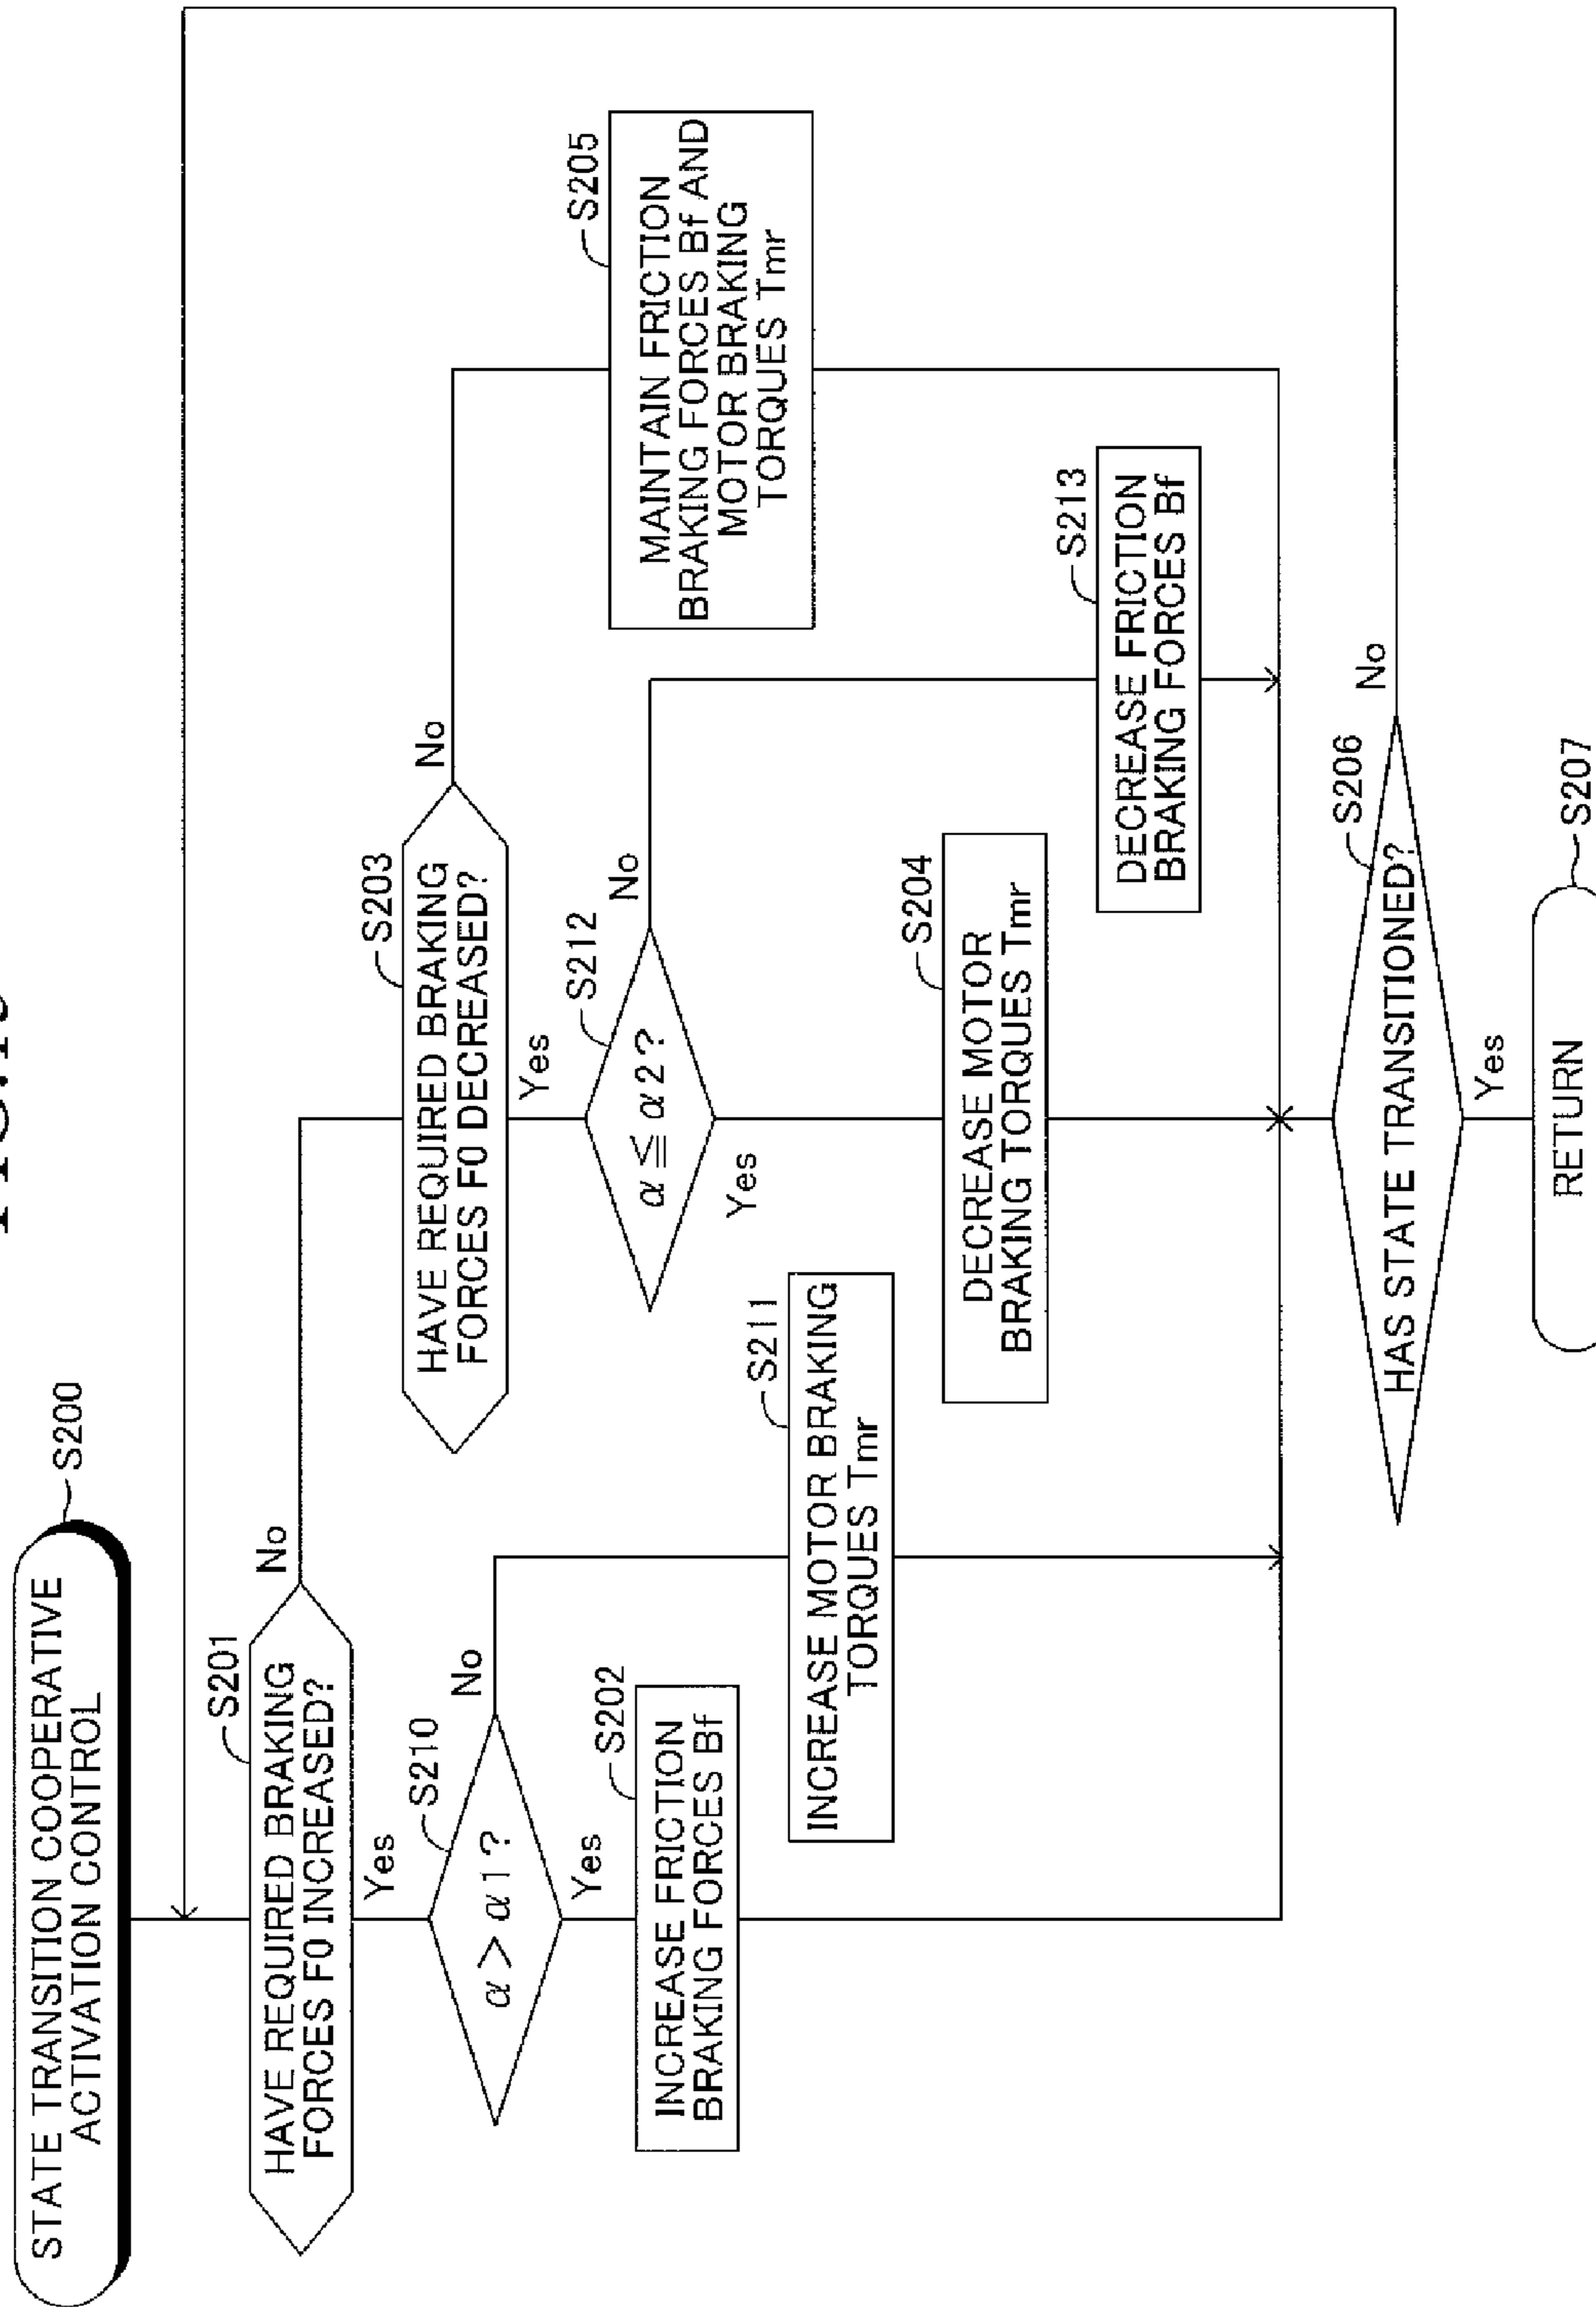 STATE TRANSITION COOPERATIVE
ACTIVATION CONTROL
S200
HAVE REQUIRED BRAKING
FORCES F0 INCREASED?
S201
No
Yes
α > α1?
S210
No
Yes
INCREASE FRICTION
BRAKING FORCES Bf
S202
INCREASE MOTOR BRAKING
TORQUES Tmr
S211
HAVE REQUIRED BRAKING
FORCES F0 DECREASED?
S203
No
Yes
α ≦ α2?
S212
No
Yes
DECREASE MOTOR
BRAKING TORQUES Tmr
S204
DECREASE FRICTION
BRAKING FORCES Bf
S213
MAINTAIN FRICTION
BRAKING FORCES Bf AND
MOTOR BRAKING
TORQUES Tmr
S205
HAS STATE TRANSITIONED?
S206
No
Yes
RETURN
S207